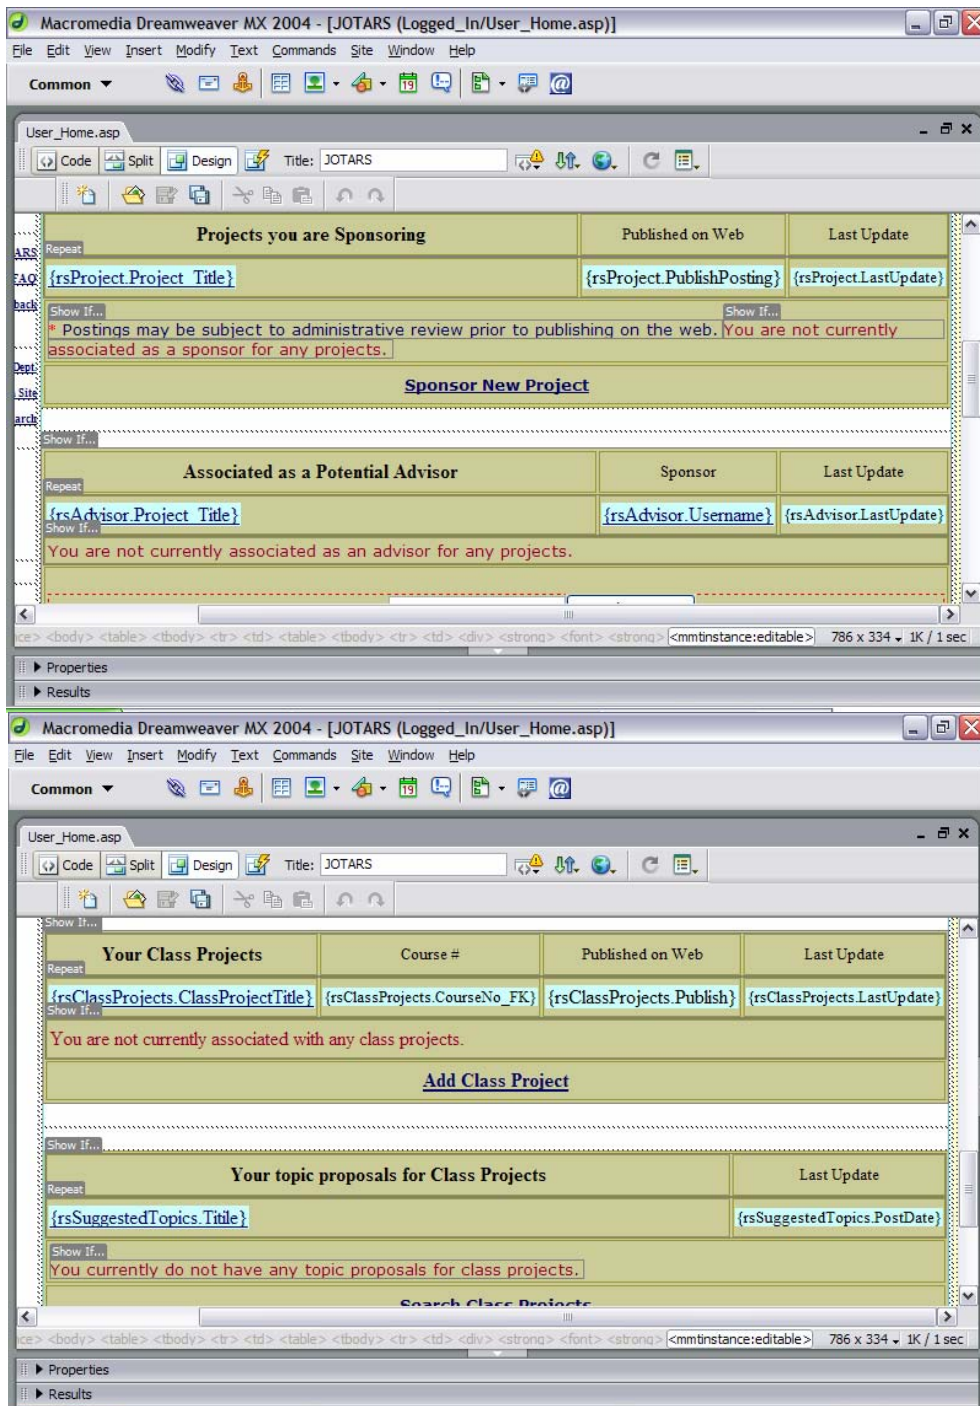 Macromedia Dreamweaver MX 2004 - [JOTARS (Logged_In/User_Home.asp)]
File Edit View Insert Modify Text Commands Site Window Help
Common
User_Home.asp
Code Split Design Title: JOTARS
Projects you are Sponsoring Published on Web Last Update
ARS Repeat
FAQ {rsProject.Project_Title} {rsProject.PublishPosting} {rsProject.LastUpdate}
back Show If... Show If...
* Postings may be subject to administrative review prior to publishing on the web. You are not currently
associated as a sponsor for any projects.
Dept.
Site Sponsor New Project
arch
Show If...
Associated as a Potential Advisor Sponsor Last Update
Repeat
{rsAdvisor.Project_Title} {rsAdvisor.Username} {rsAdvisor.LastUpdate}
Show If...
You are not currently associated as an advisor for any projects.
<body> <table> <tbody> <tr> <td> <table> <tbody> <tr> <td> <div> <strong> <font> <strong> <mmtinstance:editable> 786 x 334 1K / 1 sec
Properties
Results
Macromedia Dreamweaver MX 2004 - [JOTARS (Logged_In/User_Home.asp)]
File Edit View Insert Modify Text Commands Site Window Help
Common
User_Home.asp
Code Split Design Title: JOTARS
Show If...
Your Class Projects Course # Published on Web Last Update
Repeat
{rsClassProjects.ClassProjectTitle} {rsClassProjects.CourseNo_FK} {rsClassProjects.Publish} {rsClassProjects.LastUpdate}
Show If...
You are not currently associated with any class projects.
Add Class Project
Show If...
Your topic proposals for Class Projects Last Update
Repeat
{rsSuggestedTopics.Titile} {rsSuggestedTopics.PostDate}
Show If...
You currently do not have any topic proposals for class projects.
Search Class Projects
<body> <table> <tbody> <tr> <td> <table> <tbody> <tr> <td> <div> <strong> <font> <strong> <mmtinstance:editable> 786 x 334 1K / 1 sec
Properties
Results